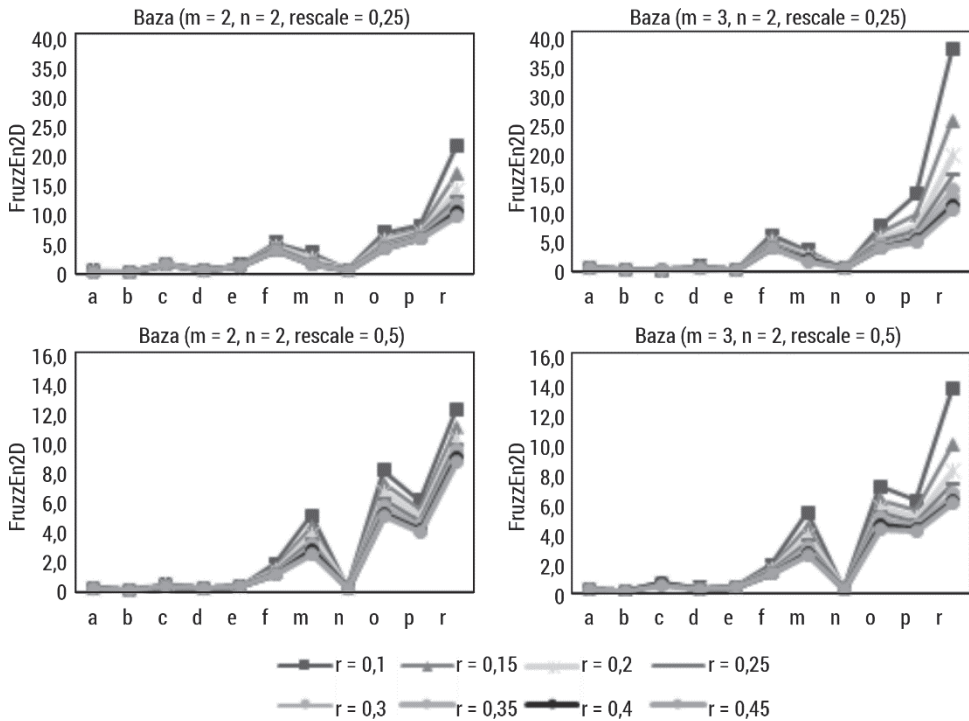 Baza (m = 2, n = 2, rescale = 0,25)
FruzzEn2D
40,0
35,0
30,0
25,0
20,0
15,0
10,0
5,0
0
a b c d e f m n o p r
Baza (m = 3, n = 2, rescale = 0,25)
FruzzEn2D
40,0
35,0
30,0
25,0
20,0
15,0
10,0
5,0
0
a b c d e f m n o p r
Baza (m = 2, n = 2, rescale = 0,5)
FruzzEn2D
16,0
14,0
12,0
10,0
8,0
6,0
4,0
2,0
0
a b c d e f m n o p r
Baza (m = 3, n = 2, rescale = 0,5)
FruzzEn2D
16,0
14,0
12,0
10,0
8,0
6,0
4,0
2,0
0
a b c d e f m n o p r
r = 0,1 r = 0,15 r = 0,2 r = 0,25
r = 0,3 r = 0,35 r = 0,4 r = 0,45